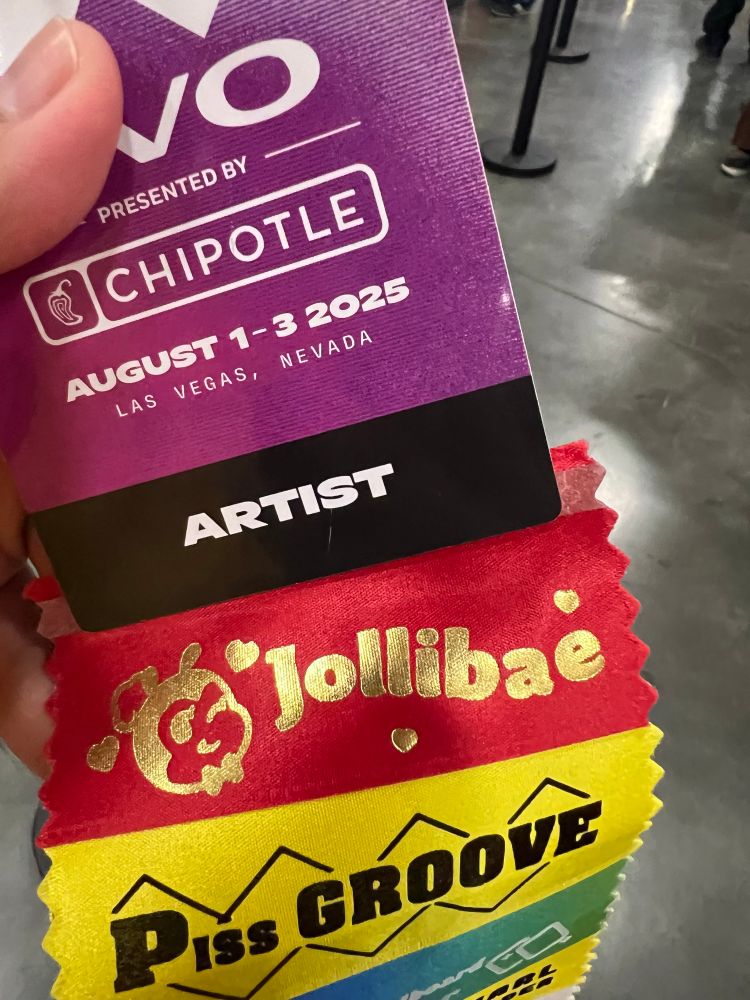 VO
PRESENTED BY
CHIPOTLE
AUGUST 1-3 2025
LAS VEGAS, NEVADA
ARTIST
Jollibae
PISS GROOVE